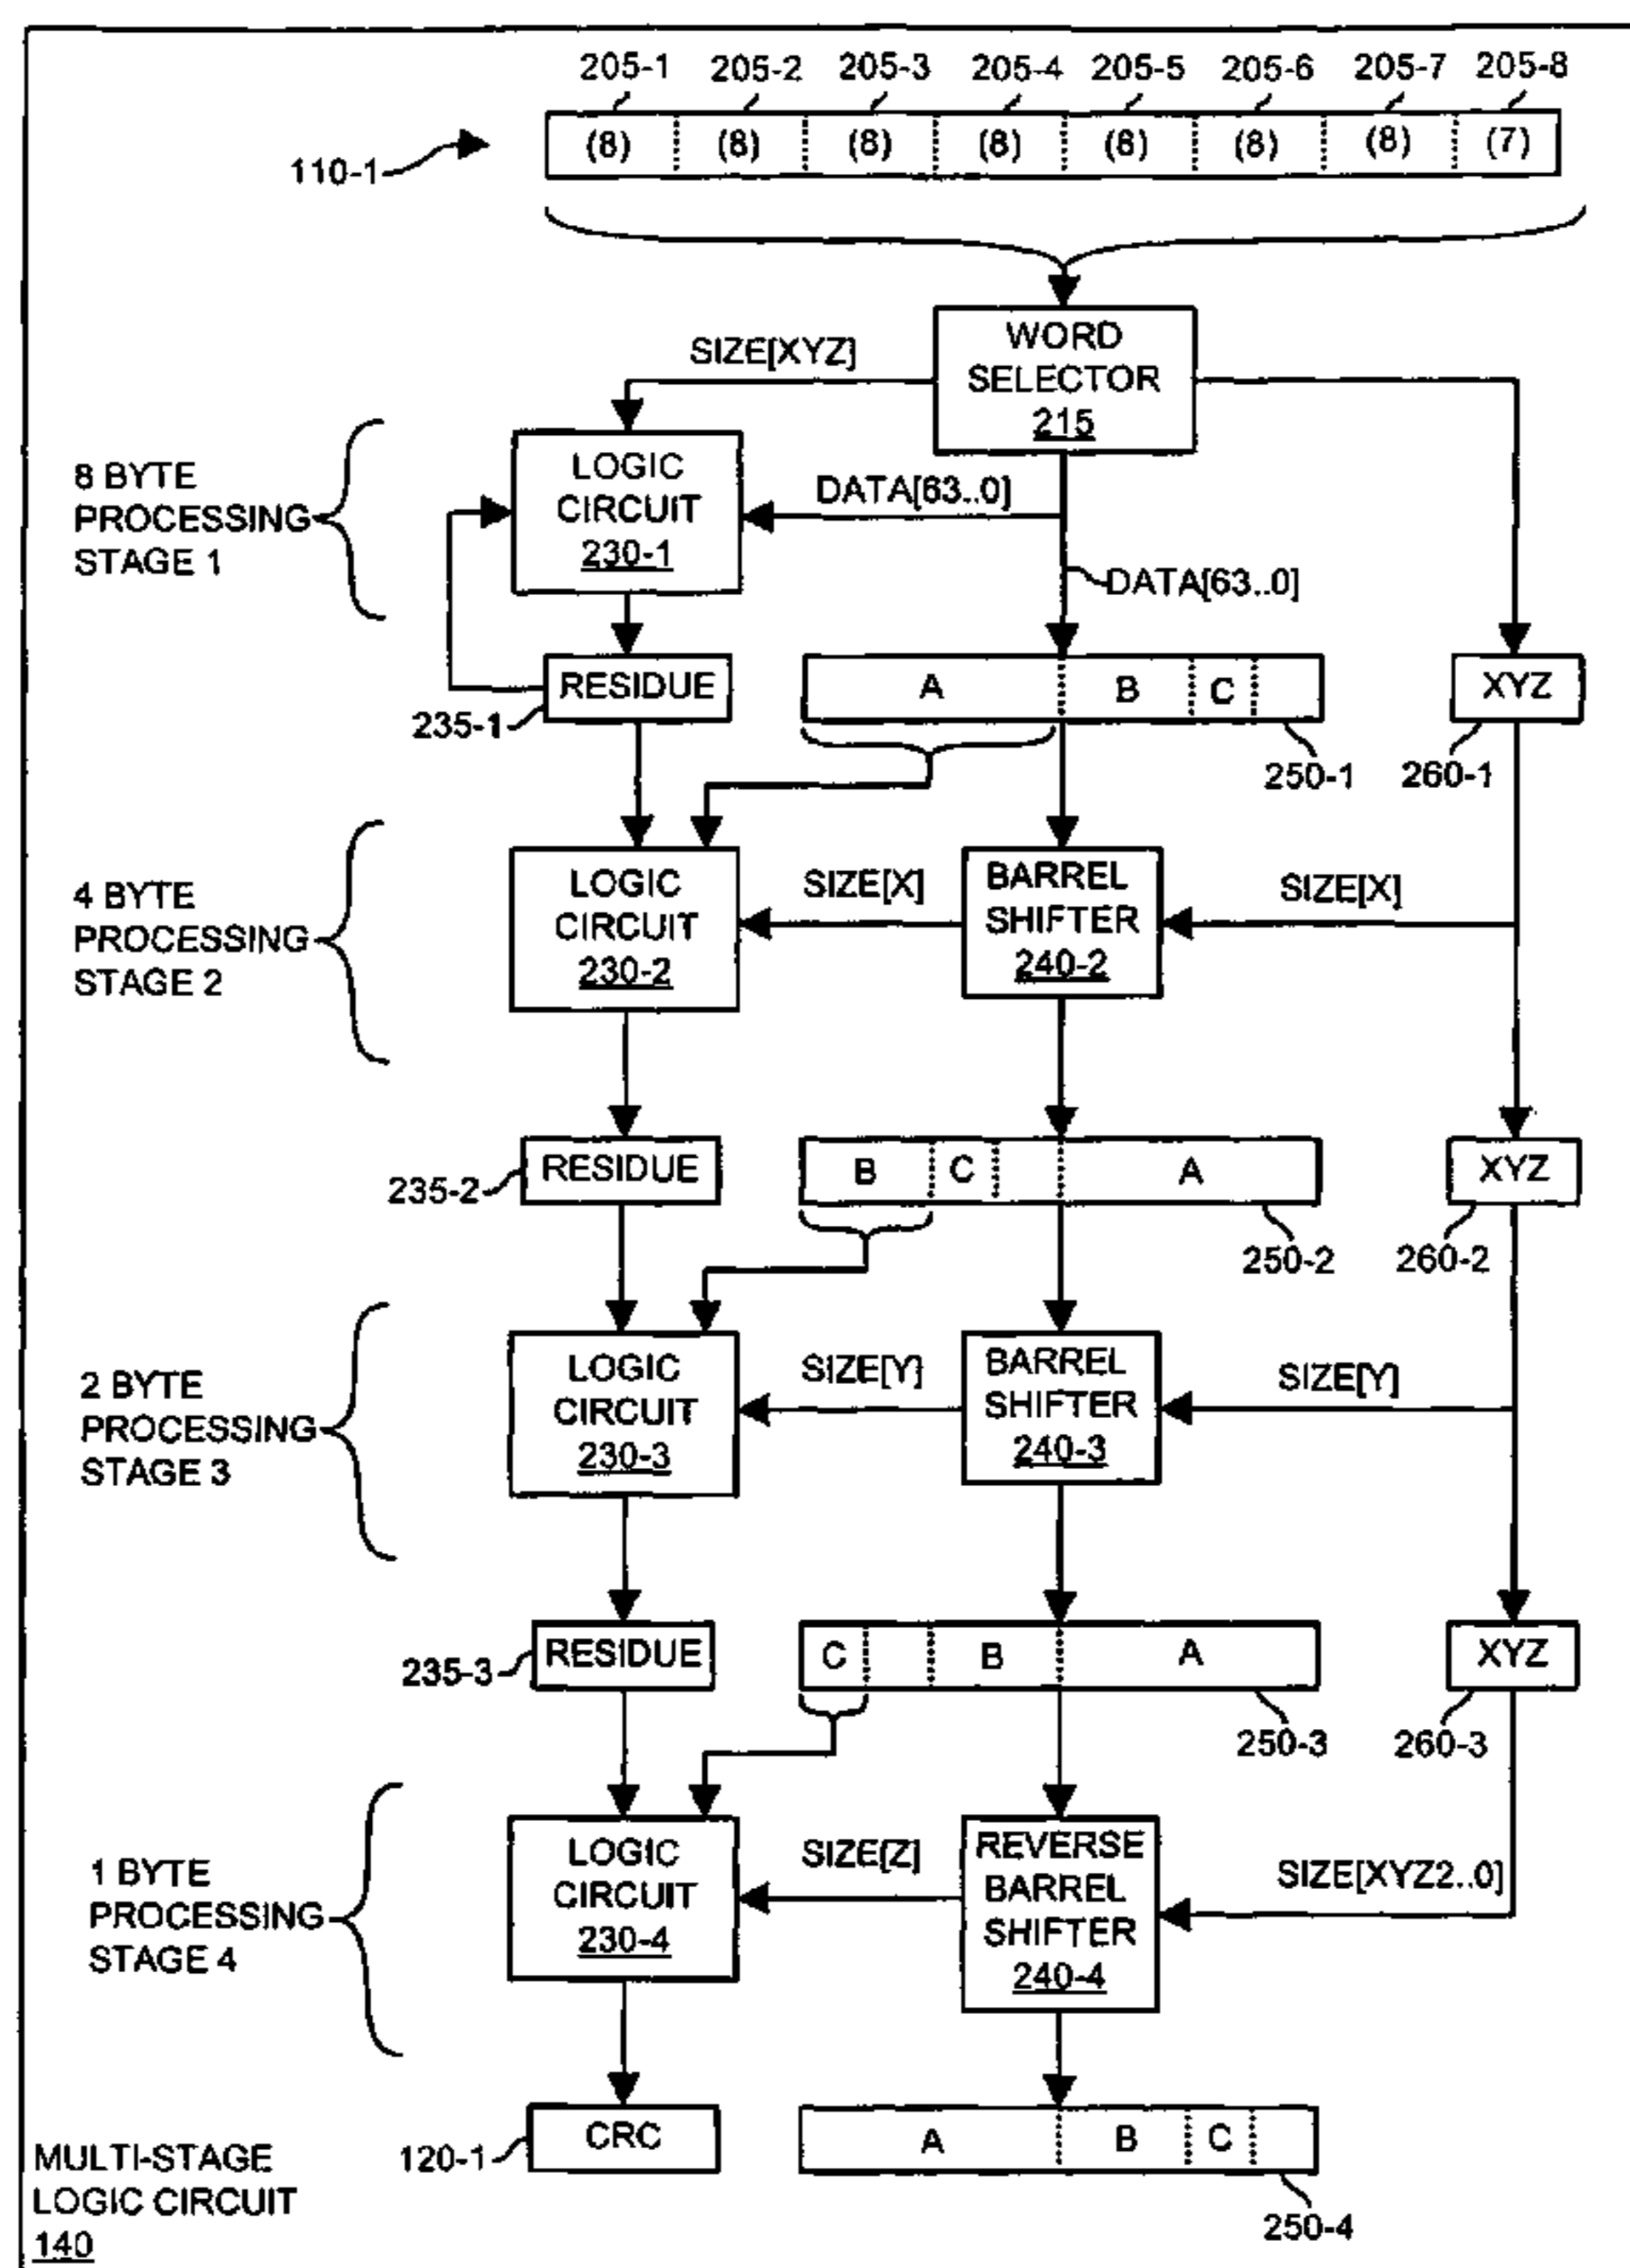 205-1 205-2 205-3 205-4 205-5 205-6 205-7 205-8
110-1
(8) (8) (8) (8) (8) (8) (8) (7)
WORD
SELECTOR
215
SIZE[XYZ]
8 BYTE
PROCESSING
STAGE 1
LOGIC
CIRCUIT
230-1
DATA[63..0]
DATA[63..0]
RESIDUE
235-1
A B C
250-1
XYZ
260-1
4 BYTE
PROCESSING
STAGE 2
LOGIC
CIRCUIT
230-2
SIZE[X]
BARREL
SHIFTER
240-2
SIZE[X]
RESIDUE
235-2
B C A
250-2
XYZ
260-2
2 BYTE
PROCESSING
STAGE 3
LOGIC
CIRCUIT
230-3
SIZE[Y]
BARREL
SHIFTER
240-3
SIZE[Y]
RESIDUE
235-3
C B A
250-3
XYZ
260-3
1 BYTE
PROCESSING
STAGE 4
LOGIC
CIRCUIT
230-4
SIZE[Z]
REVERSE
BARREL
SHIFTER
240-4
SIZE[XYZ2..0]
CRC
120-1
A B C
250-4
MULTI-STAGE
LOGIC CIRCUIT
140